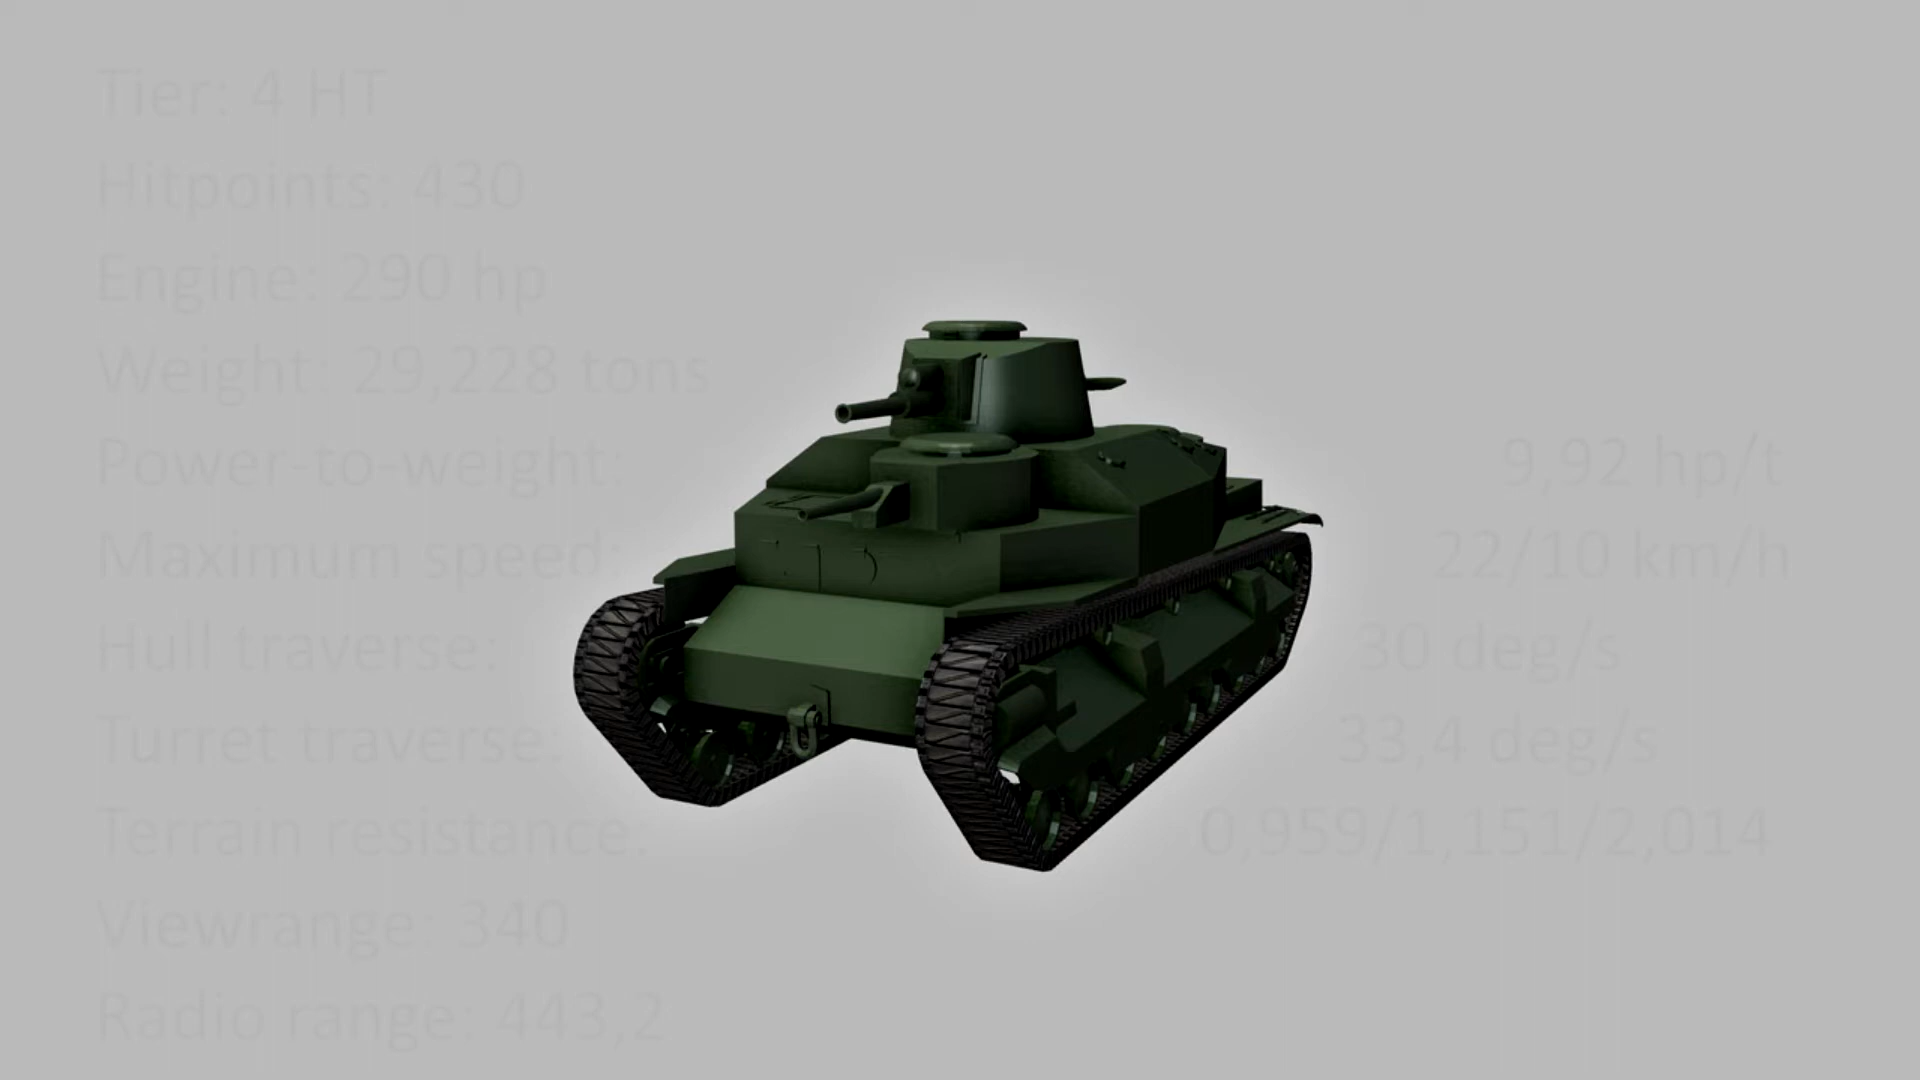 Tier: 4 HT
Hitpoints: 430
Engine: 290 hp
Weight: 29,228 tons
Power-to-weight: 9,92 hp/t
Maximum speed: 22/10 km/h
Hull traverse: 30 deg/s
Turret traverse: 33,4 deg/s
Terrain resistance: 0,959/1,151/2,014
Viewrange: 340
Radio range: 443,2